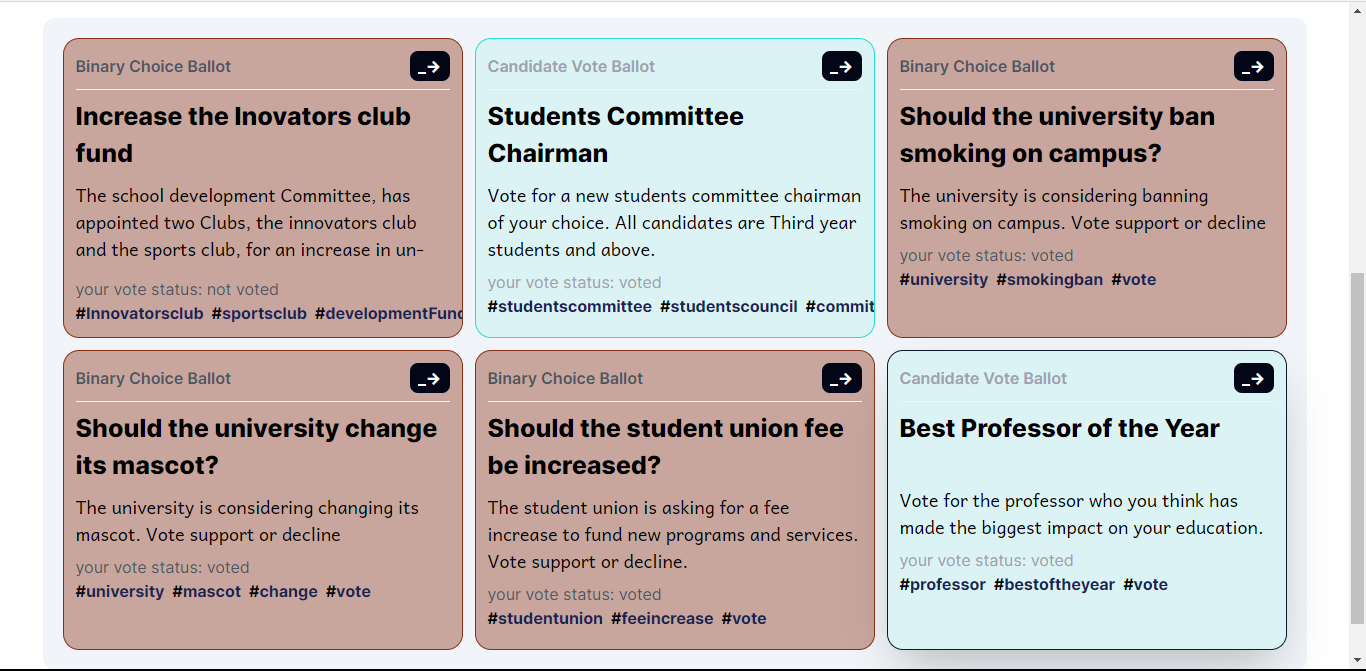 Binary Choice Ballot
_→
Increase the Inovators club
fund
The school development Committee, has
appointed two Clubs, the innovators club
and the sports club, for an increase in un-
your vote status: not voted
#Innovatorsclub #sportsclub #developmentFund
Candidate Vote Ballot
_→
Students Committee
Chairman
Vote for a new students committee chairman
of your choice. All candidates are Third year
students and above.
your vote status: voted
#studentscommittee #studentscouncil #commit
Binary Choice Ballot
_→
Should the university ban
smoking on campus?
The university is considering banning
smoking on campus. Vote support or decline
your vote status: voted
#university #smokingban #vote
Binary Choice Ballot
_→
Should the university change
its mascot?
The university is considering changing its
mascot. Vote support or decline
your vote status: voted
#university #mascot #change #vote
Binary Choice Ballot
_→
Should the student union fee
be increased?
The student union is asking for a fee
increase to fund new programs and services.
Vote support or decline.
your vote status: voted
#studentunion #feeincrease #vote
Candidate Vote Ballot
_→
Best Professor of the Year
Vote for the professor who you think has
made the biggest impact on your education.
your vote status: voted
#professor #bestoftheyear #vote